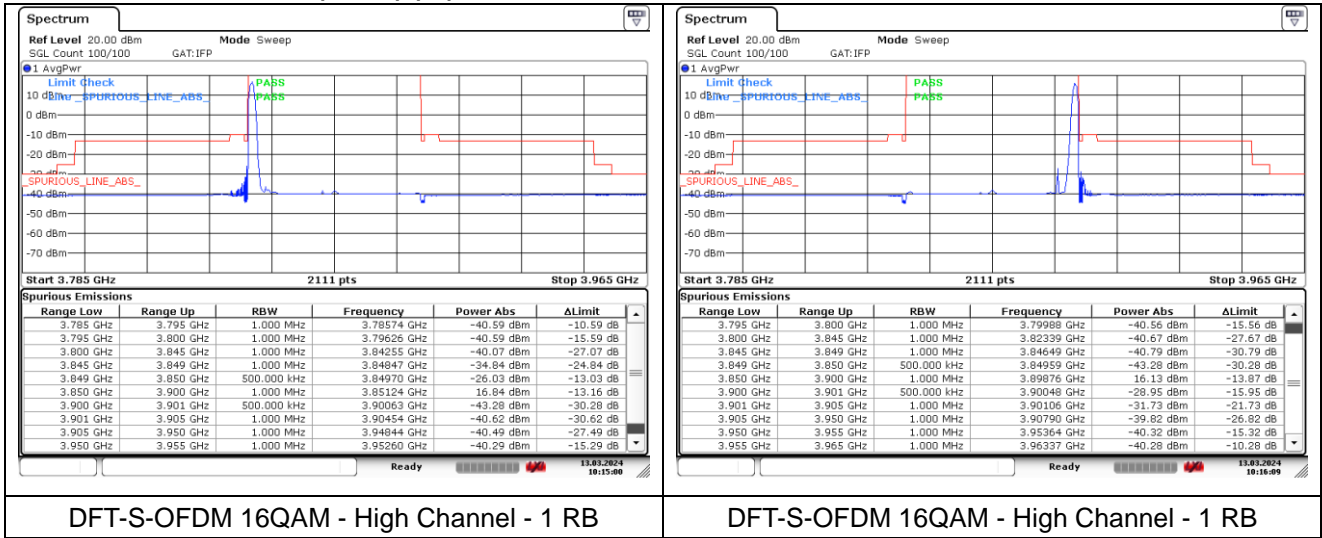 Spectrum
Ref Level 20.00 dBm Mode Sweep
SGL Count 100/100 GAT:IFP
1 AvgPwr
Limit Check PASS
10 dBm Line _SPURIOUS_LINE_ABS_ PASS
0 dBm
-10 dBm
-20 dBm
-30 dBm
_SPURIOUS_LINE_ABS_
-40 dBm
-50 dBm
-60 dBm
-70 dBm
Start 3.785 GHz 2111 pts Stop 3.965 GHz
Spurious Emissions
Range Low Range Up RBW Frequency Power Abs ΔLimit
3.785 GHz 3.795 GHz 1.000 MHz 3.78574 GHz -40.59 dBm -10.59 dB
3.795 GHz 3.800 GHz 1.000 MHz 3.79626 GHz -40.59 dBm -15.59 dB
3.800 GHz 3.845 GHz 1.000 MHz 3.84255 GHz -40.07 dBm -27.07 dB
3.845 GHz 3.849 GHz 1.000 MHz 3.84847 GHz -34.84 dBm -24.84 dB
3.849 GHz 3.850 GHz 500.000 kHz 3.84970 GHz -26.03 dBm -13.03 dB
3.850 GHz 3.900 GHz 1.000 MHz 3.85124 GHz 16.84 dBm -13.16 dB
3.900 GHz 3.901 GHz 500.000 kHz 3.90063 GHz -43.28 dBm -30.28 dB
3.901 GHz 3.905 GHz 1.000 MHz 3.90454 GHz -40.62 dBm -30.62 dB
3.905 GHz 3.950 GHz 1.000 MHz 3.94844 GHz -40.49 dBm -27.49 dB
3.950 GHz 3.955 GHz 1.000 MHz 3.95260 GHz -40.29 dBm -15.29 dB
Ready 13.03.2024
10:15:00
DFT-S-OFDM 16QAM - High Channel - 1 RB
Spectrum
Ref Level 20.00 dBm Mode Sweep
SGL Count 100/100 GAT:IFP
1 AvgPwr
Limit Check PASS
10 dBm Line _SPURIOUS_LINE_ABS_ PASS
0 dBm
-10 dBm
-20 dBm
-30 dBm
_SPURIOUS_LINE_ABS_
-40 dBm
-50 dBm
-60 dBm
-70 dBm
Start 3.785 GHz 2111 pts Stop 3.965 GHz
Spurious Emissions
Range Low Range Up RBW Frequency Power Abs ΔLimit
3.795 GHz 3.800 GHz 1.000 MHz 3.79988 GHz -40.56 dBm -15.56 dB
3.800 GHz 3.845 GHz 1.000 MHz 3.82339 GHz -40.67 dBm -27.67 dB
3.845 GHz 3.849 GHz 1.000 MHz 3.84649 GHz -40.79 dBm -30.79 dB
3.849 GHz 3.850 GHz 500.000 kHz 3.84959 GHz -43.28 dBm -30.28 dB
3.850 GHz 3.900 GHz 1.000 MHz 3.89876 GHz 16.13 dBm -13.87 dB
3.900 GHz 3.901 GHz 500.000 kHz 3.90048 GHz -28.95 dBm -15.95 dB
3.901 GHz 3.905 GHz 1.000 MHz 3.90106 GHz -31.73 dBm -21.73 dB
3.905 GHz 3.950 GHz 1.000 MHz 3.90790 GHz -39.82 dBm -26.82 dB
3.950 GHz 3.955 GHz 1.000 MHz 3.95364 GHz -40.32 dBm -15.32 dB
3.955 GHz 3.965 GHz 1.000 MHz 3.96337 GHz -40.28 dBm -10.28 dB
Ready 13.03.2024
10:16:09
DFT-S-OFDM 16QAM - High Channel - 1 RB